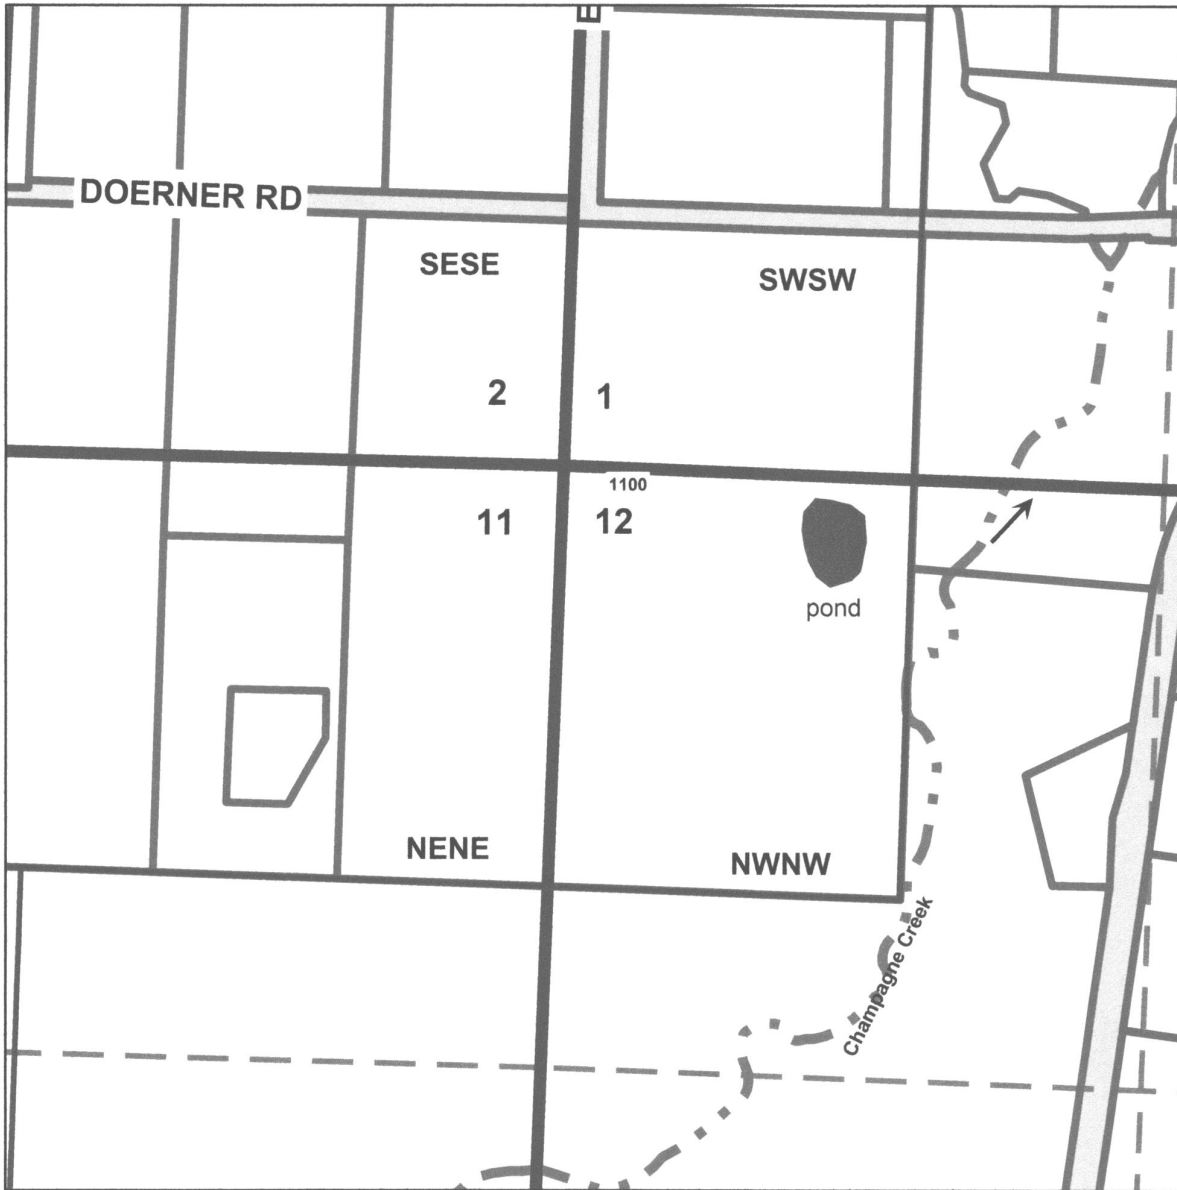 E
DOERNER RD
SESE
SWSW
2
1
1100
11
12
pond
NENE
NWNW
Champagne Creek